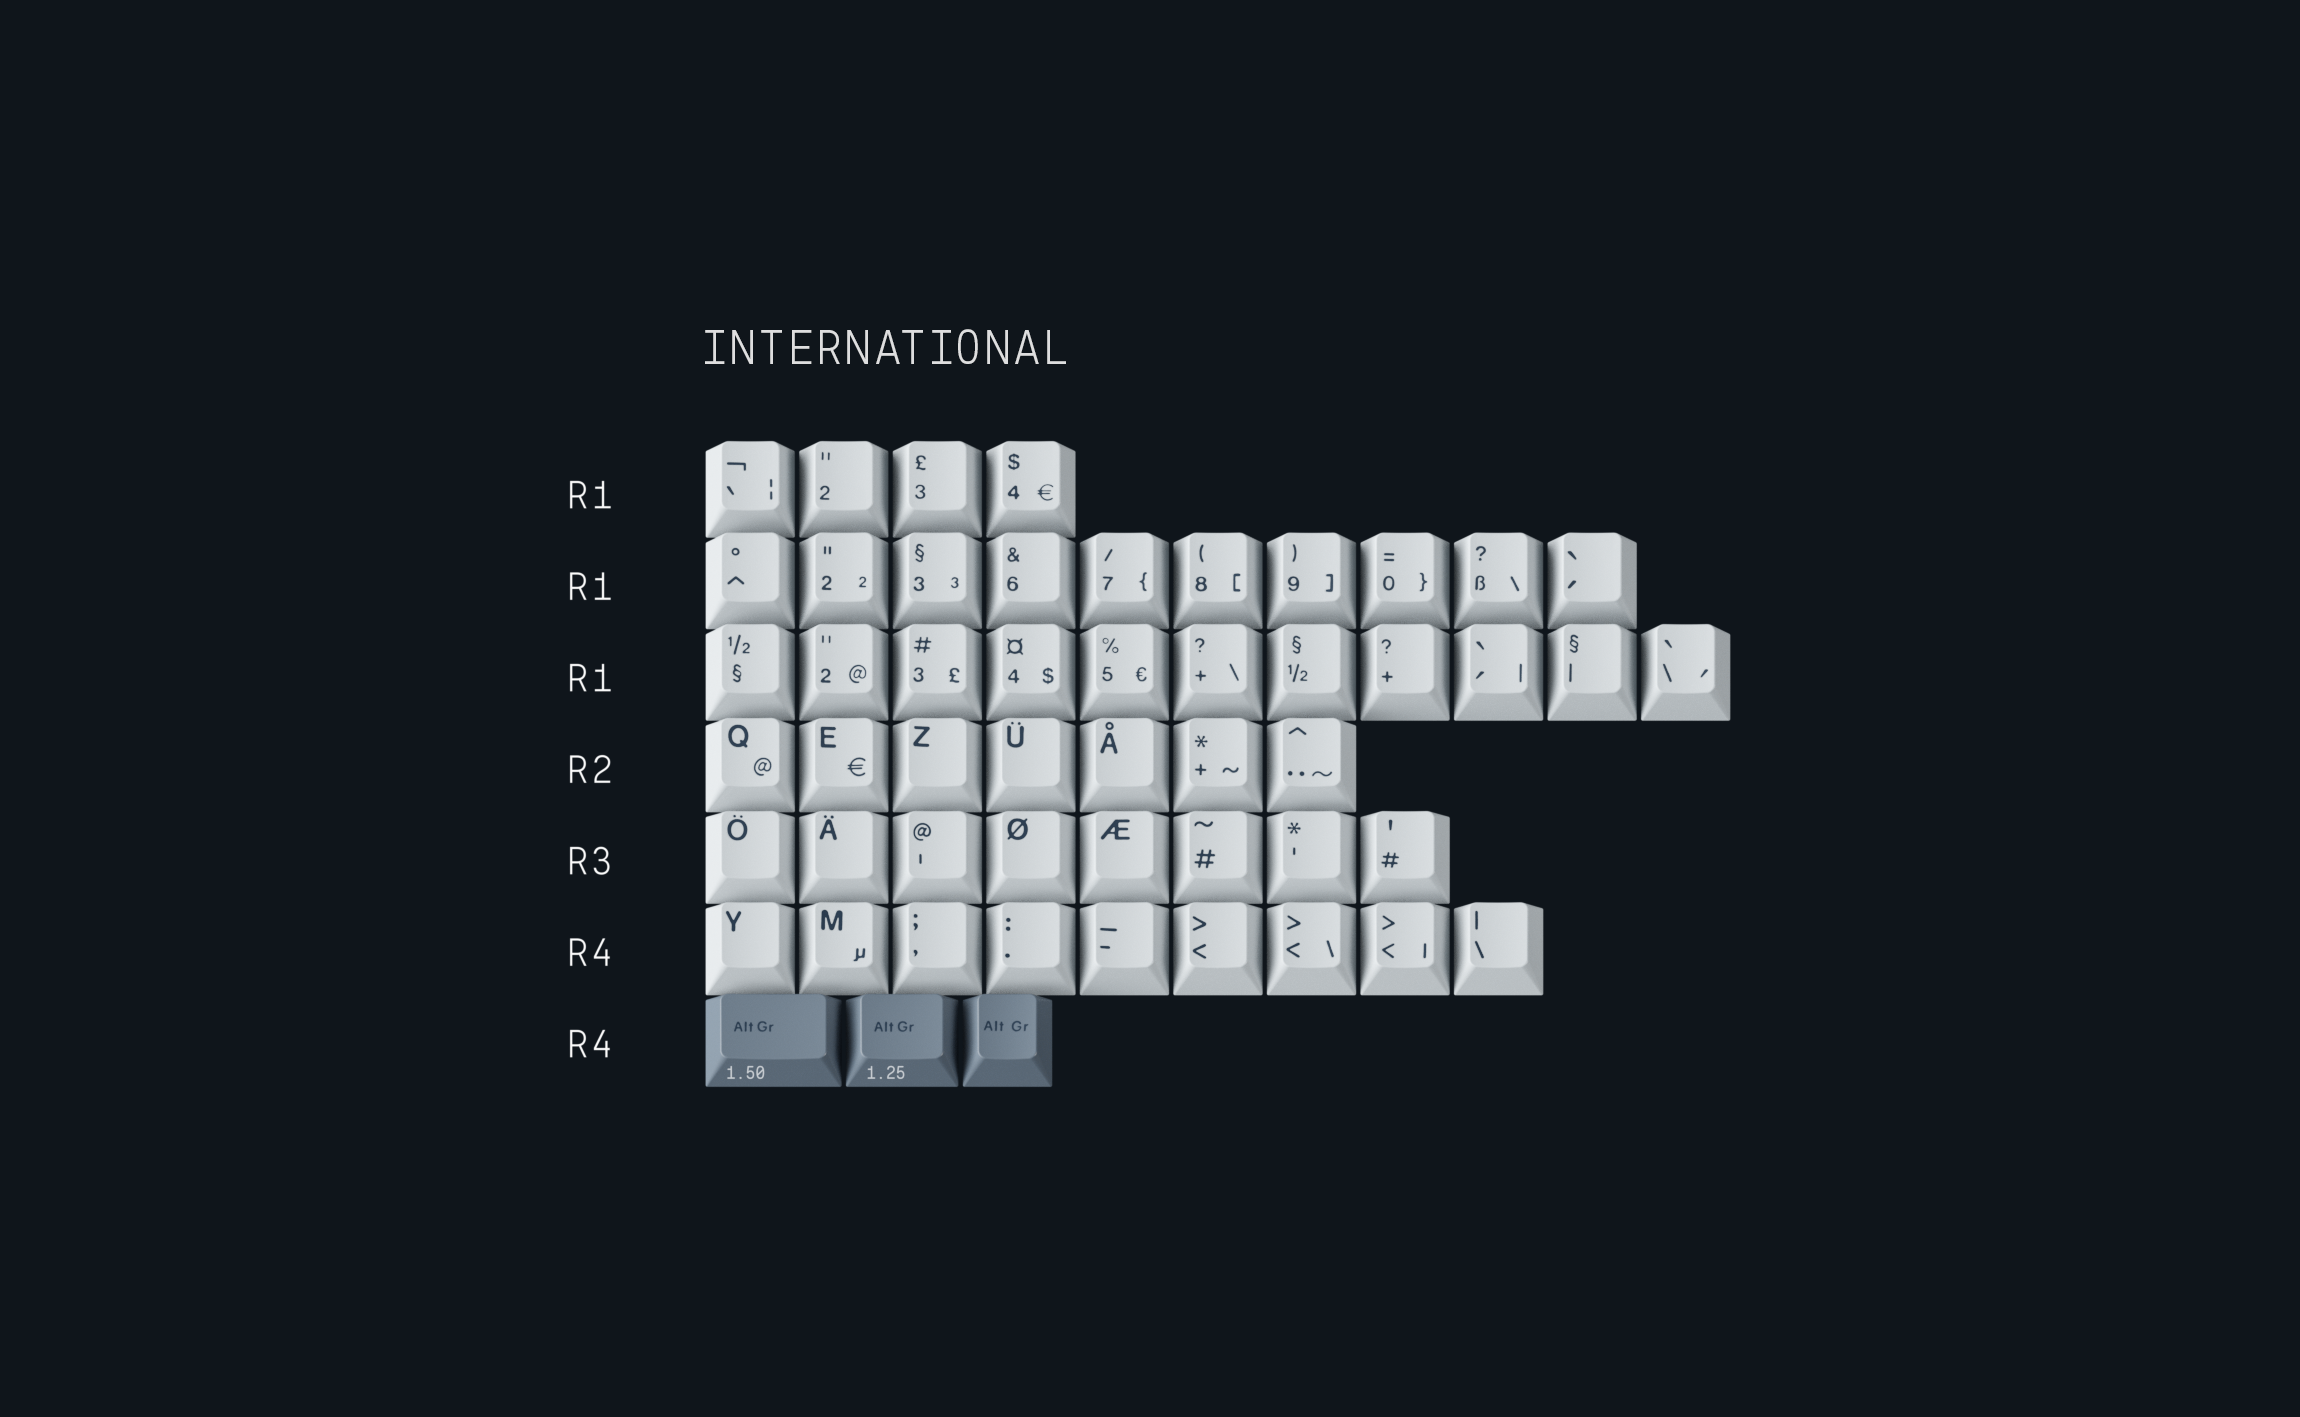 INTERNATIONAL
R1 ¬ ` ¦ " 2 £ 3 $ 4 €
R1 ° ^ " 2 ² § 3 ³ & 6 / 7 { ( 8 [ ) 9 ] = 0 } ? ß \ ` ´
R1 ½ § " 2 @ # 3 £ ¤ 4 $ % 5 € ? + \ § ½ ? + ` ´ | § | ` \ ´
R2 Q @ E € Z Ü Å * + ~ ^ ¨ ~
R3 Ö Ä @ ' Ø Æ ~ # * ' ' #
R4 Y M µ ; , : . _ - > < > < \ > < | | \
R4 Alt Gr Alt Gr Alt Gr
1.50 1.25